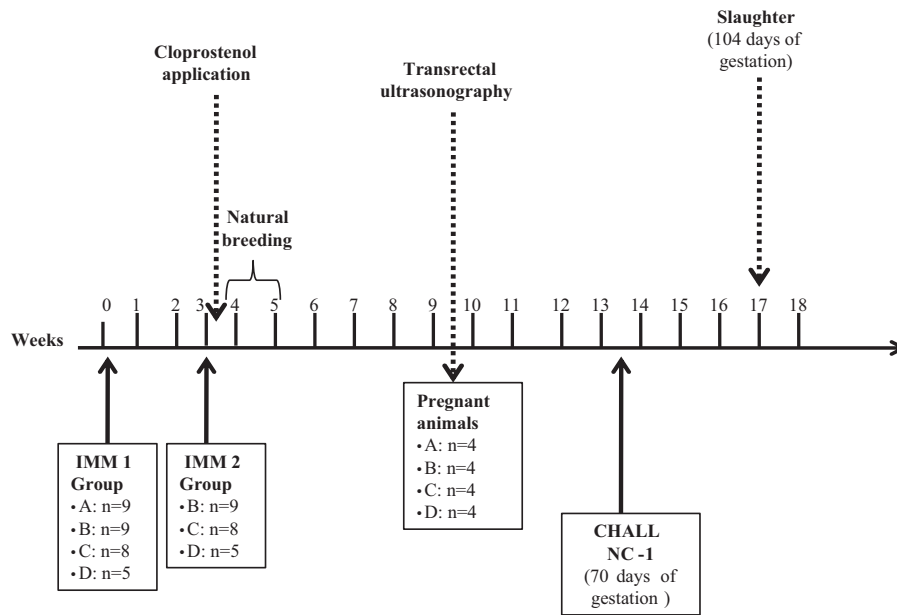 Slaughter
(104 days of
gestation)
Cloprostenol
application
Transrectal
ultrasonography
Natural
breeding
0 1 2 3 4 5 6 7 8 9 10 11 12 13 14 15 16 17 18
Weeks
IMM 1
Group
• A: n=9
• B: n=9
• C: n=8
• D: n=5
IMM 2
Group
• B: n=9
• C: n=8
• D: n=5
Pregnant
animals
• A: n=4
• B: n=4
• C: n=4
• D: n=4
CHALL
NC -1
(70 days of
gestation )